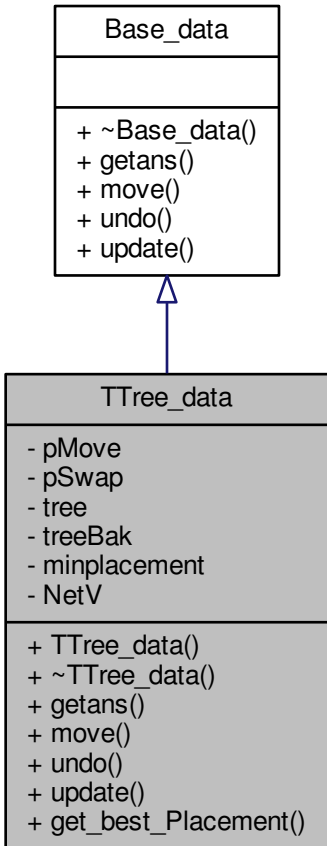 Base_data
+ ~Base_data()
+ getans()
+ move()
+ undo()
+ update()
TTree_data
- pMove
- pSwap
- tree
- treeBak
- minplacement
- NetV
+ TTree_data()
+ ~TTree_data()
+ getans()
+ move()
+ undo()
+ update()
+ get_best_Placement()